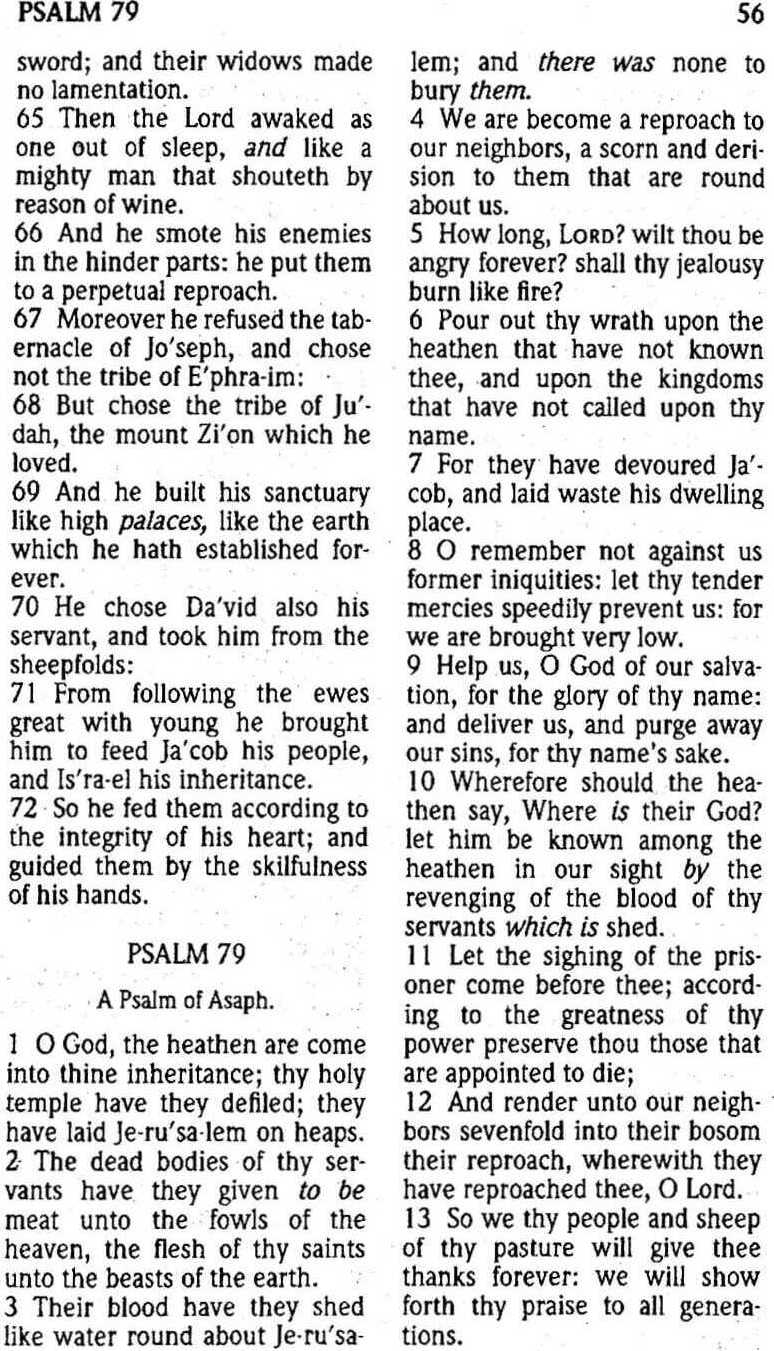 PSALM 79
56
sword; and their widows made
no lamentation.
65 Then the Lord awaked as
one out of sleep, and like a
mighty man that shouteth by
reason of wine.
66 And he smote his enemies
in the hinder parts: he put them
to a perpetual reproach.
67 Moreover he refused the tab-
ernacle of Jo'seph, and chose
not the tribe of E'phra-im:
68 But chose the tribe of Ju'-
dah, the mount Zi'on which he
loved.
69 And he built his sanctuary
like high palaces, like the earth
which he hath established for-
ever.
70 He chose Da'vid also his
servant, and took him from the
sheepfolds:
71 From following the ewes
great with young he brought
him to feed Ja'cob his people,
and Is'ra-el his inheritance.
72 So he fed them according to
the integrity of his heart; and
guided them by the skilfulness
of his hands.
PSALM 79
A Psalm of Asaph.
1 O God, the heathen are come
into thine inheritance; thy holy
temple have they defiled; they
have laid Je-ru'sa-lem on heaps.
2 The dead bodies of thy ser-
vants have they given to be
meat unto the fowls of the
heaven, the flesh of thy saints
unto the beasts of the earth.
3 Their blood have they shed
like water round about Je-ru'sa-
lem; and there was none to
bury them.
4 We are become a reproach to
our neighbors, a scorn and deri-
sion to them that are round
about us.
5 How long, LORD? wilt thou be
angry forever? shall thy jealousy
burn like fire?
6 Pour out thy wrath upon the
heathen that have not known
thee, and upon the kingdoms
that have not called upon thy
name.
7 For they have devoured Ja'-
cob, and laid waste his dwelling
place.
8 O remember not against us
former iniquities: let thy tender
mercies speedily prevent us: for
we are brought very low.
9 Help us, O God of our salva-
tion, for the glory of thy name:
and deliver us, and purge away
our sins, for thy name's sake.
10 Wherefore should the hea-
then say, Where is their God?
let him be known among the
heathen in our sight by the
revenging of the blood of thy
servants which is shed.
11 Let the sighing of the pris-
oner come before thee; accord-
ing to the greatness of thy
power preserve thou those that
are appointed to die;
12 And render unto our neigh-
bors sevenfold into their bosom
their reproach, wherewith they
have reproached thee, O Lord.
13 So we thy people and sheep
of thy pasture will give thee
thanks forever: we will show
forth thy praise to all genera-
tions.